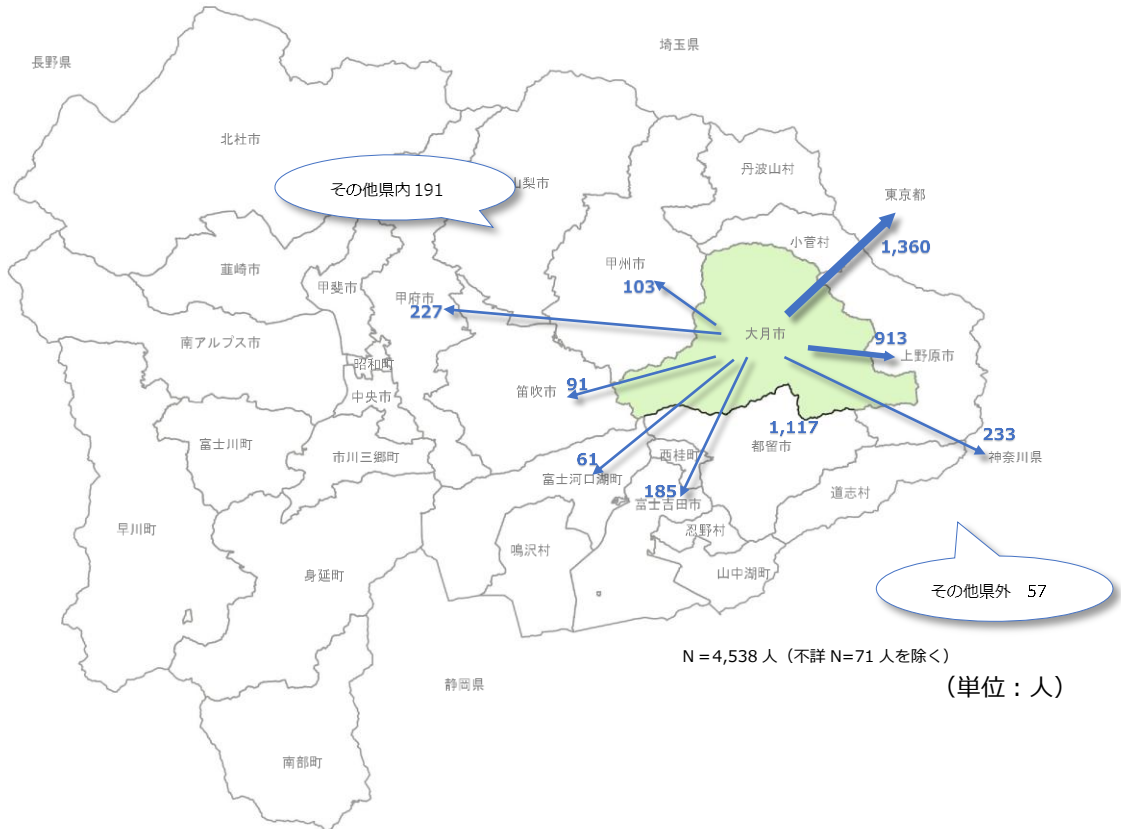 埼玉県
長野県
北杜市
丹波山村
その他県内 191
山梨市
東京都
小菅村
1,360
甲州市
韮崎市
103
甲斐市
甲府市
227
大月市
913
南アルプス市
上野原市
昭和町
91
笛吹市
中央市
1,117
233
富士川町
都留市
市川三郷町
61
西桂町
神奈川県
富士河口湖町
185
道志村
富士吉田市
早川町
忍野村
鳴沢村
身延町
山中湖町
その他県外 57
N＝4,538 人（不詳 N=71 人を除く）
静岡県
（単位：人）
南部町